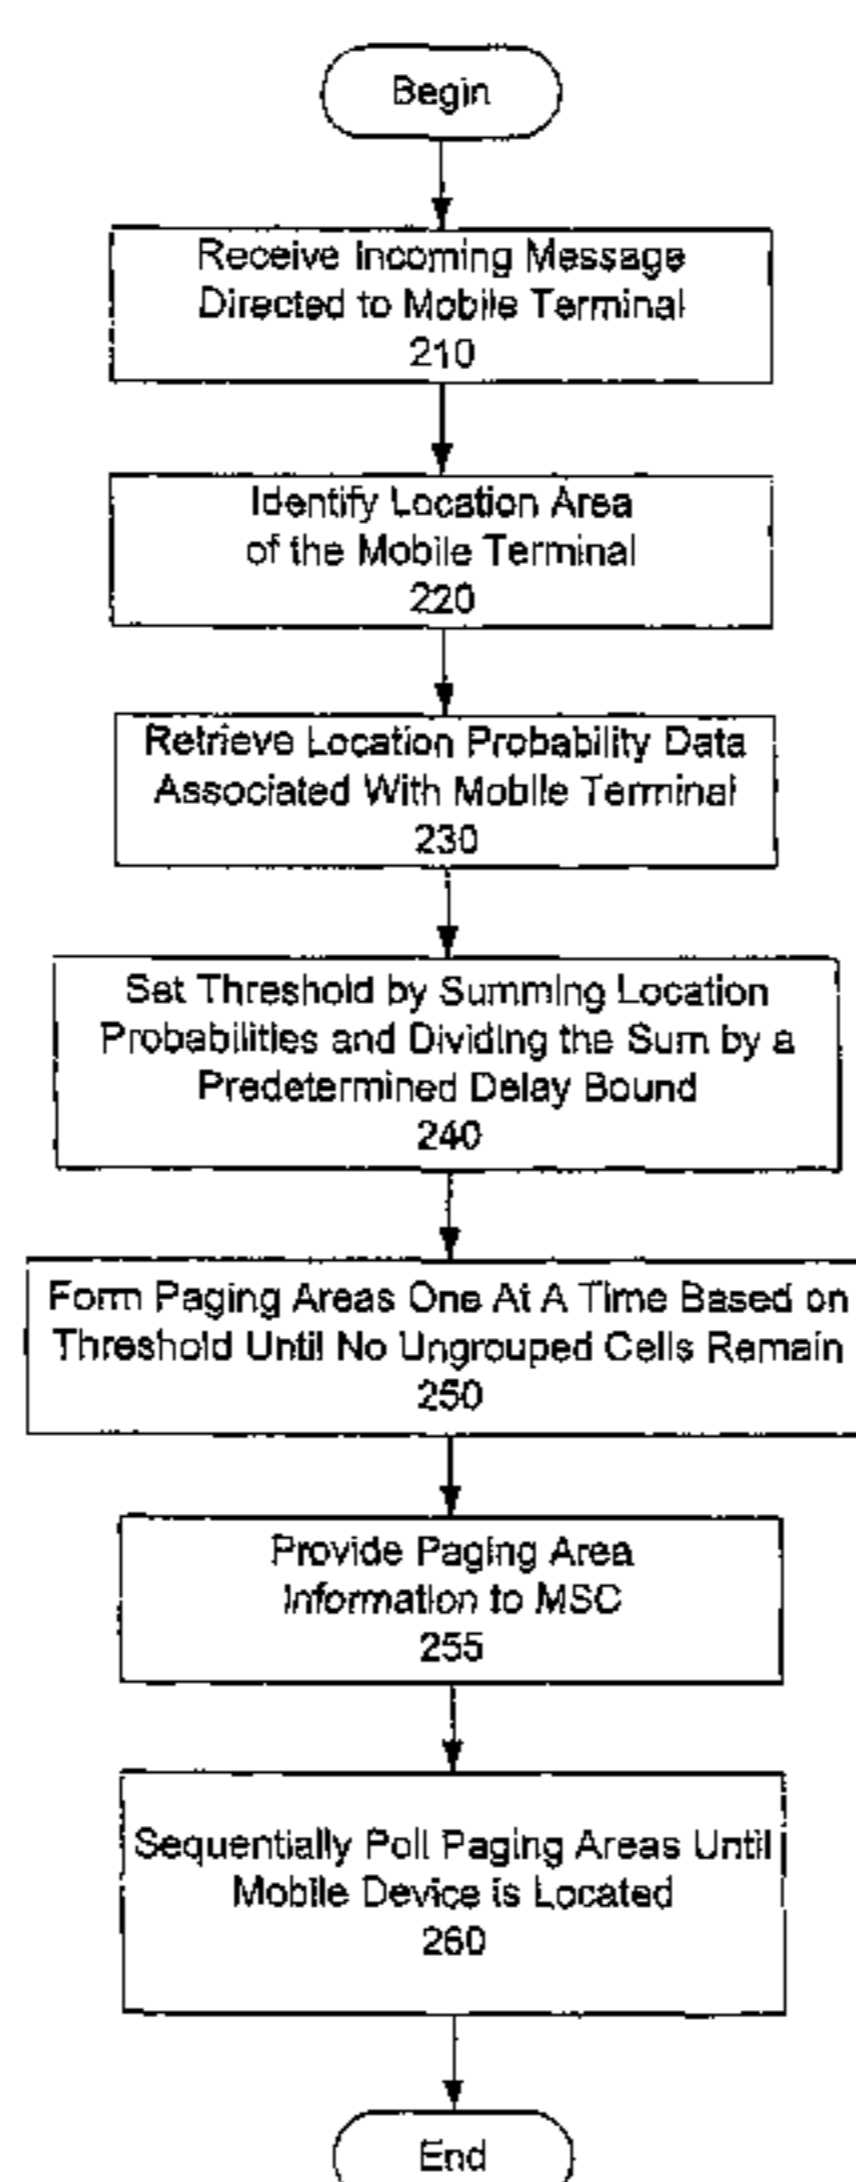 Begin
Receive Incoming Message
Directed to Mobile Terminal
210
Identify Location Area
of the Mobile Terminal
220
Retrieve Location Probability Data
Associated With Mobile Terminal
230
Set Threshold by Summing Location
Probabilities and Dividing the Sum by a
Predetermined Delay Bound
240
Form Paging Areas One At A Time Based on
Threshold Until No Ungrouped Cells Remain
250
Provide Paging Area
Information to MSC
255
Sequentially Poll Paging Areas Until
Mobile Device is Located
260
End